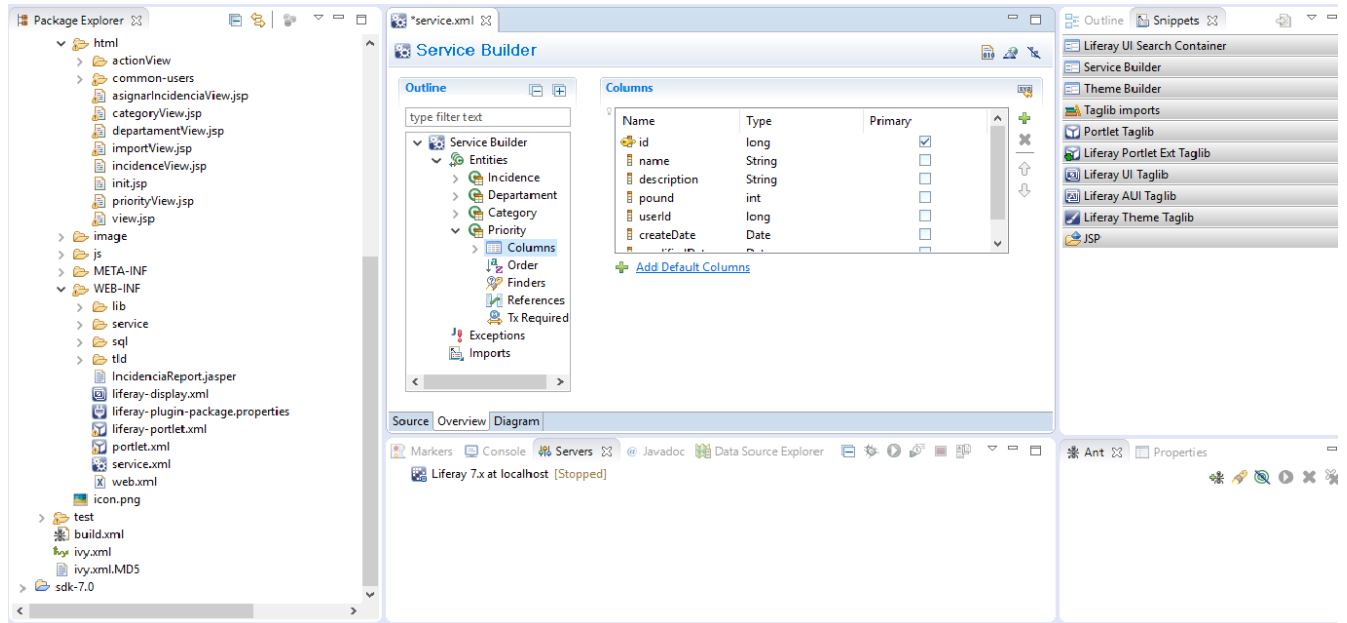 Package Explorer
html
actionView
common-users
asignarIncidenciaView.jsp
categoryView.jsp
departamentView.jsp
importView.jsp
incidenceView.jsp
init.jsp
priorityView.jsp
view.jsp
image
js
META-INF
WEB-INF
lib
service
sql
tld
IncidenciaReport.jasper
liferay-display.xml
liferay-plugin-package.properties
liferay-portlet.xml
portlet.xml
service.xml
web.xml
icon.png
test
build.xml
ivy.xml
ivy.xml.MD5
sdk-7.0
*service.xml
Service Builder
Outline
type filter text
Service Builder
Entities
Incidence
Departament
Category
Priority
Columns
Order
Finders
References
Tx Required
Exceptions
Imports
Columns
Name Type Primary
id long
name String
description String
pound int
userId long
createDate Date
Add Default Columns
Source Overview Diagram
Markers Console Servers @ Javadoc Data Source Explorer
Liferay 7.x at localhost [Stopped]
Outline Snippets
Liferay UI Search Container
Service Builder
Theme Builder
Taglib imports
Portlet Taglib
Liferay Portlet Ext Taglib
Liferay UI Taglib
Liferay AUI Taglib
Liferay Theme Taglib
JSP
Ant Properties